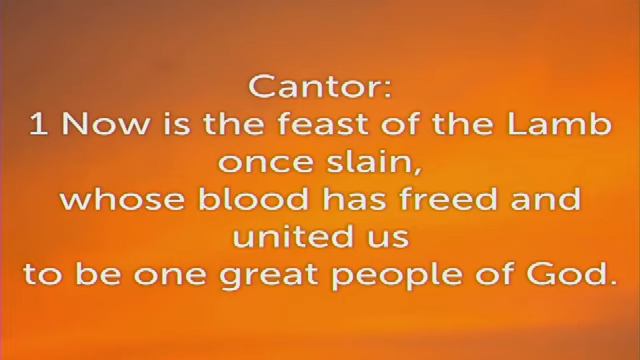 Cantor:
1 Now is the feast of the Lamb
once slain,
whose blood has freed and
united us
to be one great people of God.